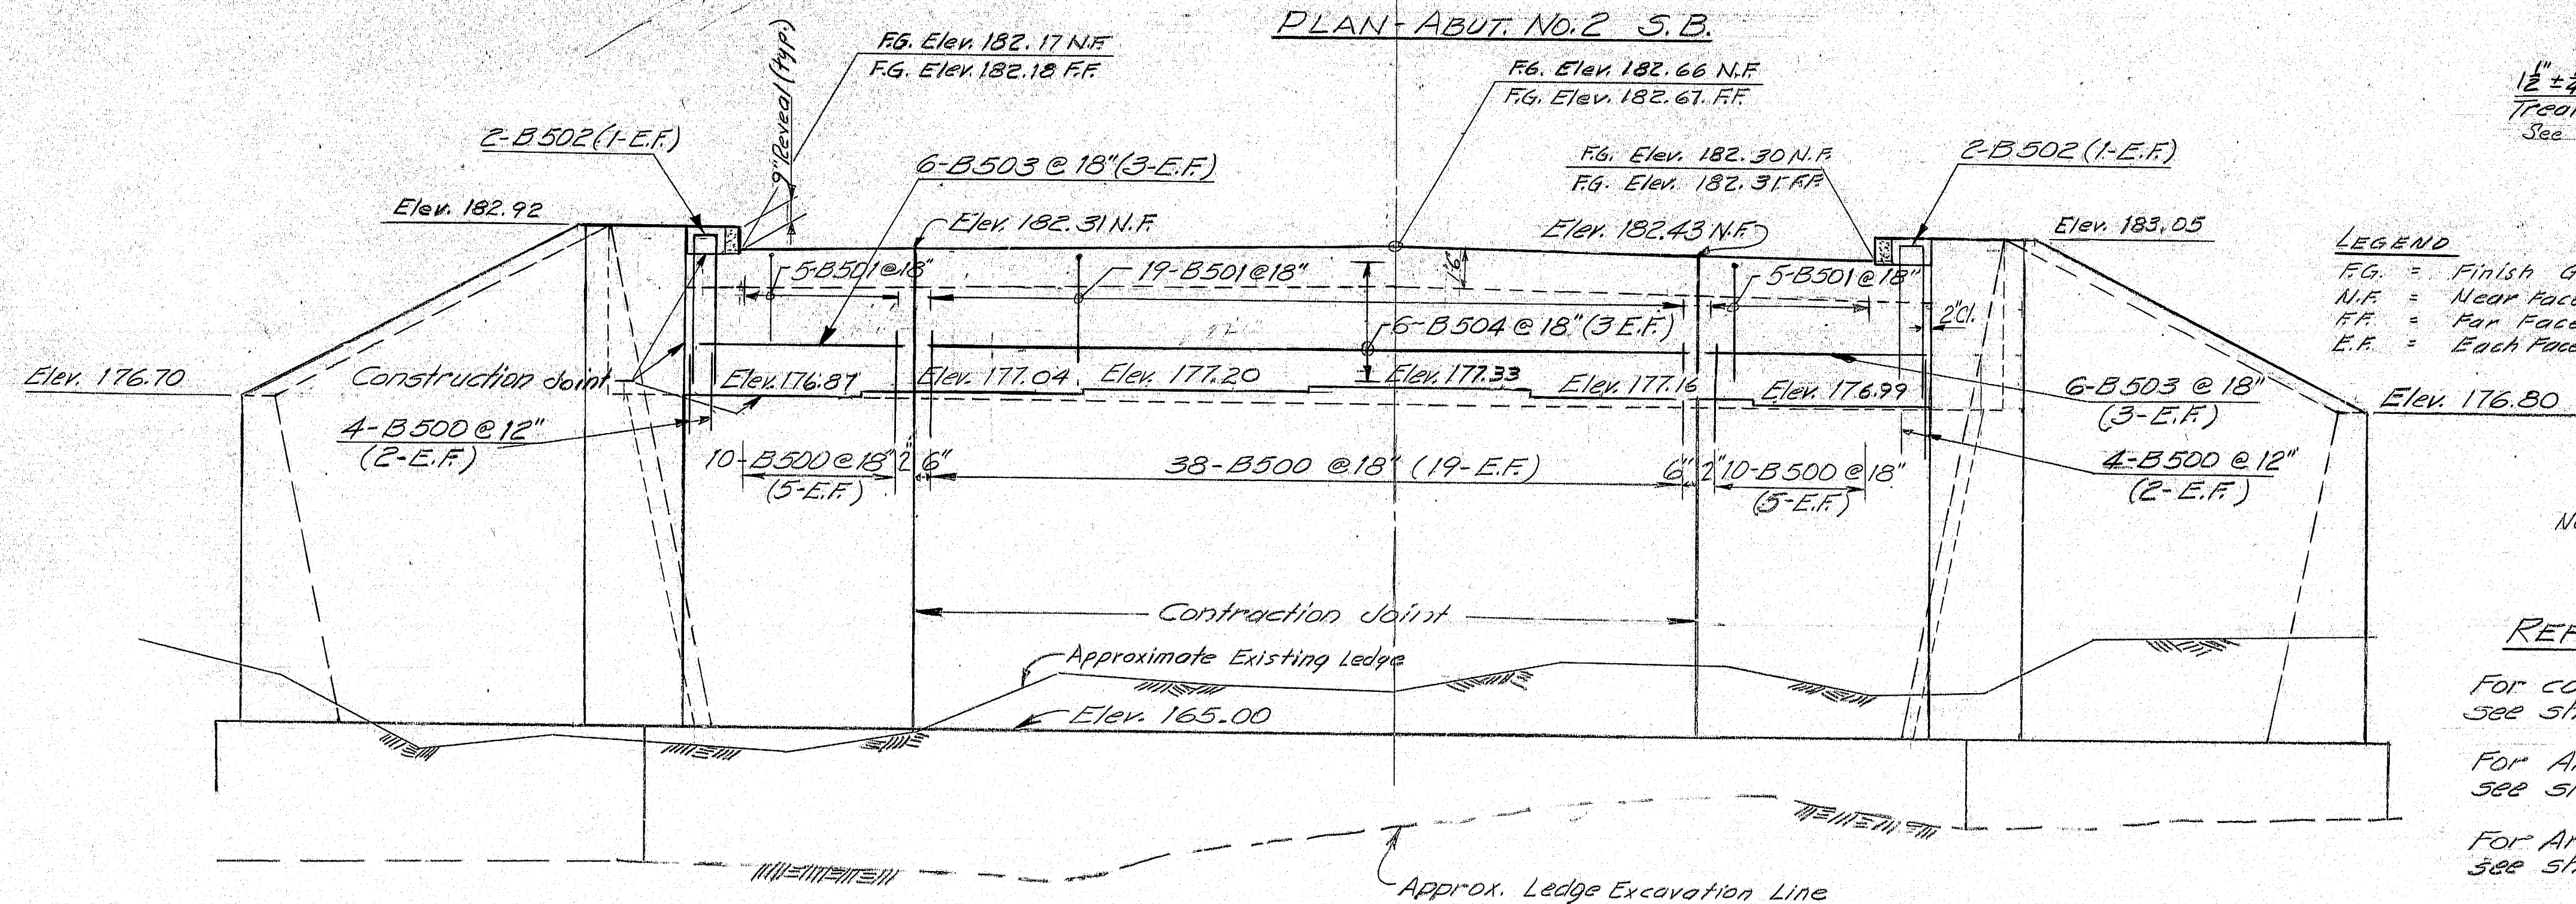 PLAN - ABUT. NO. 2 S.B.
F.G. Elev. 182.17 N.F.
F.G. Elev. 182.18 F.F.
9" Reveal (typ.)
F.G. Elev. 182.66 N.F.
F.G. Elev. 182.67. F.F.
1½" ±
See
2-B502 (1-E.F.)
6-B503 @ 18" (3-E.F.)
F.G. Elev. 182.30 N.F.
F.G. Elev. 182.31 F.F.
2-B502 (1-E.F.)
Elev. 182.92
Elev. 182.31 N.F.
Elev. 182.43 N.F.
Elev. 183.05
LEGEND
F.G. = Finish G
N.F. = Near Face
F.F. = Far Face
E.F. = Each Face
5-B501 @ 18"
19-B501 @ 18"
5-B501 @ 18"
2" Cl.
6-B504 @ 18" (3 E.F.)
Elev. 176.70
Construction Joint
Elev. 176.87
Elev. 177.04
Elev. 177.20
Elev. 177.33
Elev. 177.16
Elev. 176.99
6-B503 @ 18"
(3-E.F.)
Elev. 176.80
4-B500 @ 12"
(2-E.F.)
10-B500 @ 18"
(5-E.F.)
2" 6"
38-B500 @ 18" (19-E.F.)
6" 2"
10-B500 @ 18"
(5-E.F.)
4-B500 @ 12"
(2-E.F.)
Contraction Joint
Approximate Existing Ledge
Elev. 165.00
For
see
For
see
For
see
Approx. Ledge Excavation Line